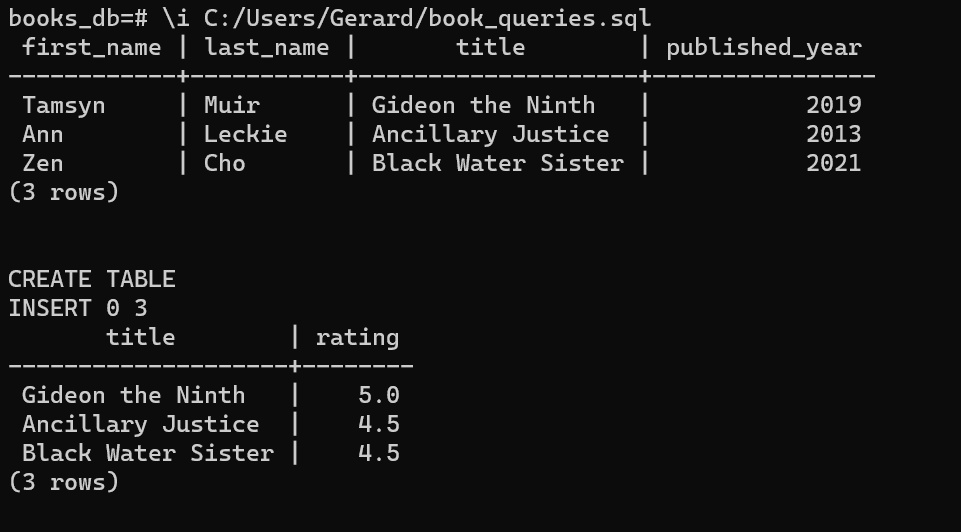 books_db=# \i C:/Users/Gerard/book_queries.sql
 first_name | last_name |       title        | published_year
------------+-----------+--------------------+----------------
 Tamsyn     | Muir      | Gideon the Ninth   |           2019
 Ann        | Leckie    | Ancillary Justice  |           2013
 Zen        | Cho       | Black Water Sister |           2021
(3 rows)
CREATE TABLE
INSERT 0 3
       title        | rating
--------------------+--------
 Gideon the Ninth   |    5.0
 Ancillary Justice  |    4.5
 Black Water Sister |    4.5
(3 rows)